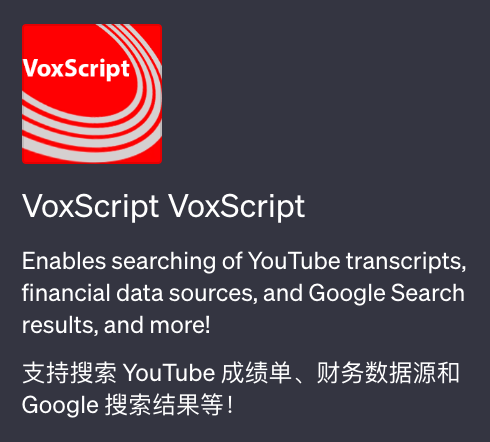 VoxScript
VoxScript VoxScript
Enables searching of YouTube transcripts,
financial data sources, and Google Search
results, and more!
支持搜索 YouTube 成绩单、财务数据源和
Google 搜索结果等！